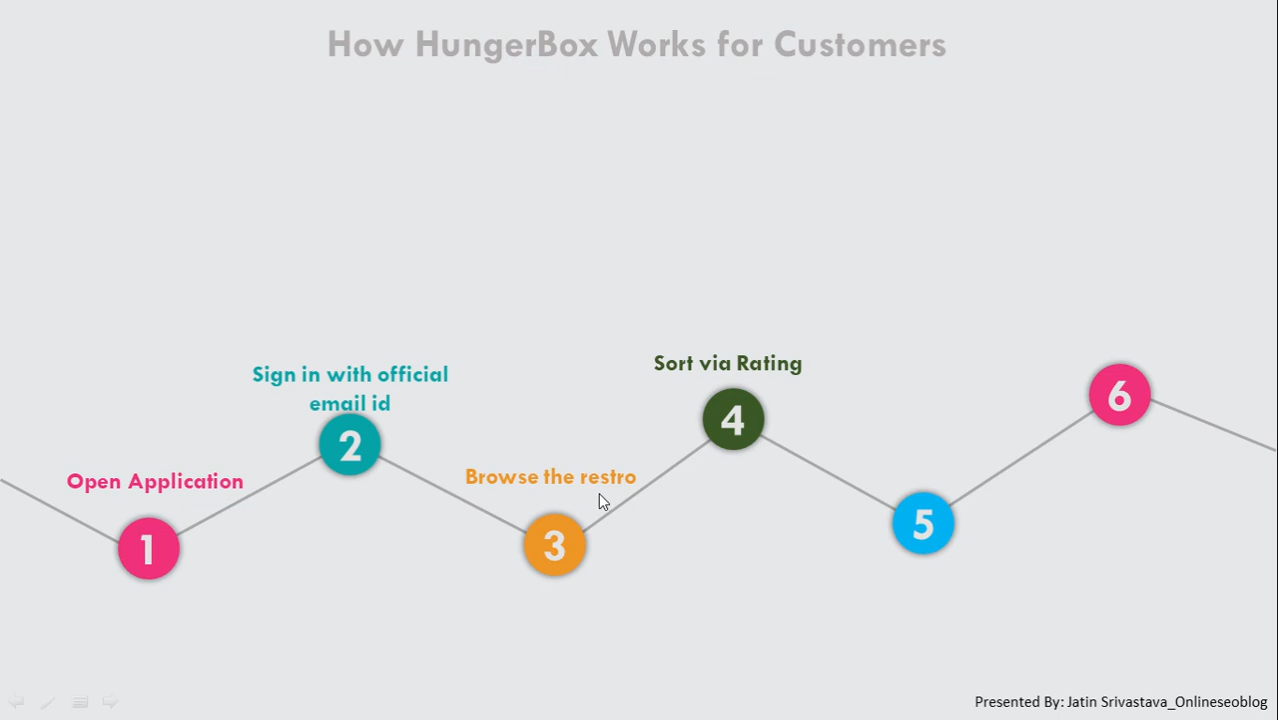 How HungerBox Works for Customers
Open Application
1
Sign in with official
email id
2
Browse the restro
3
Sort via Rating
4
5
6
Presented By: Jatin Srivastava_Onlineseoblog